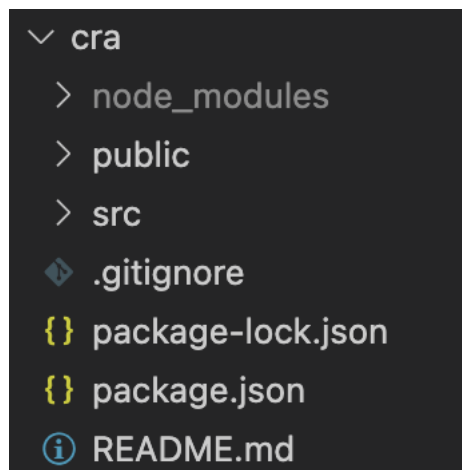 cra
node_modules
public
src
.gitignore
package-lock.json
package.json
README.md